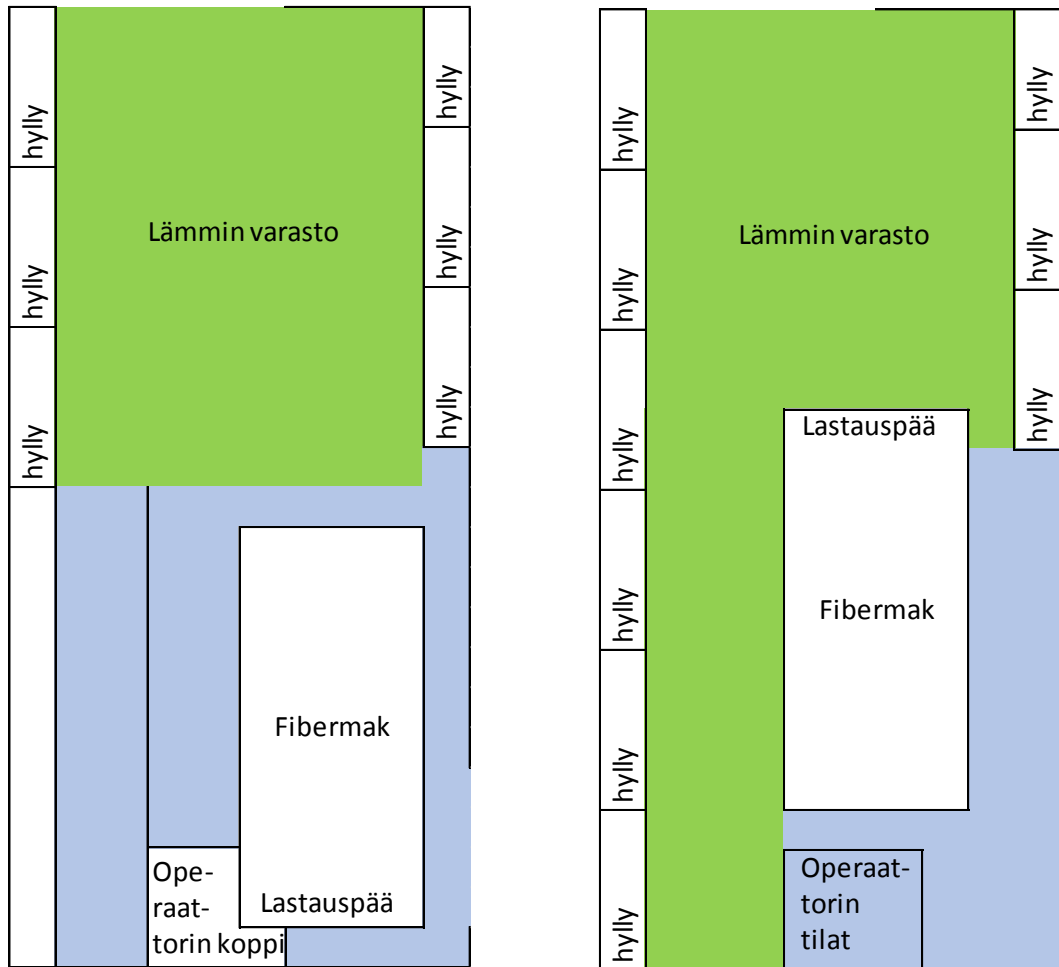 hylly
hylly
hylly
hylly
hylly
hylly
Lämmin varasto
Fibermak
Lastauspää
Ope-
raat-
torin koppi
hylly
hylly
hylly
hylly
hylly
hylly
hylly
hylly
hylly
Lämmin varasto
Lastauspää
Fibermak
Operaat-
torin
tilat